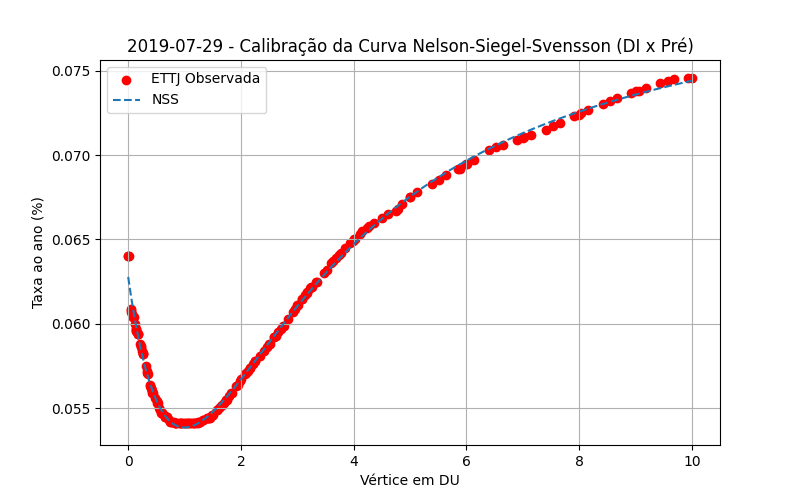 2019-07-29 - Calibração da Curva Nelson-Siegel-Svensson (DI x Pré)
ETTJ Observada
NSS
Taxa ao ano (%)
0.075
0.070
0.065
0.060
0.055
0 2 4 6 8 10
Vértice em DU